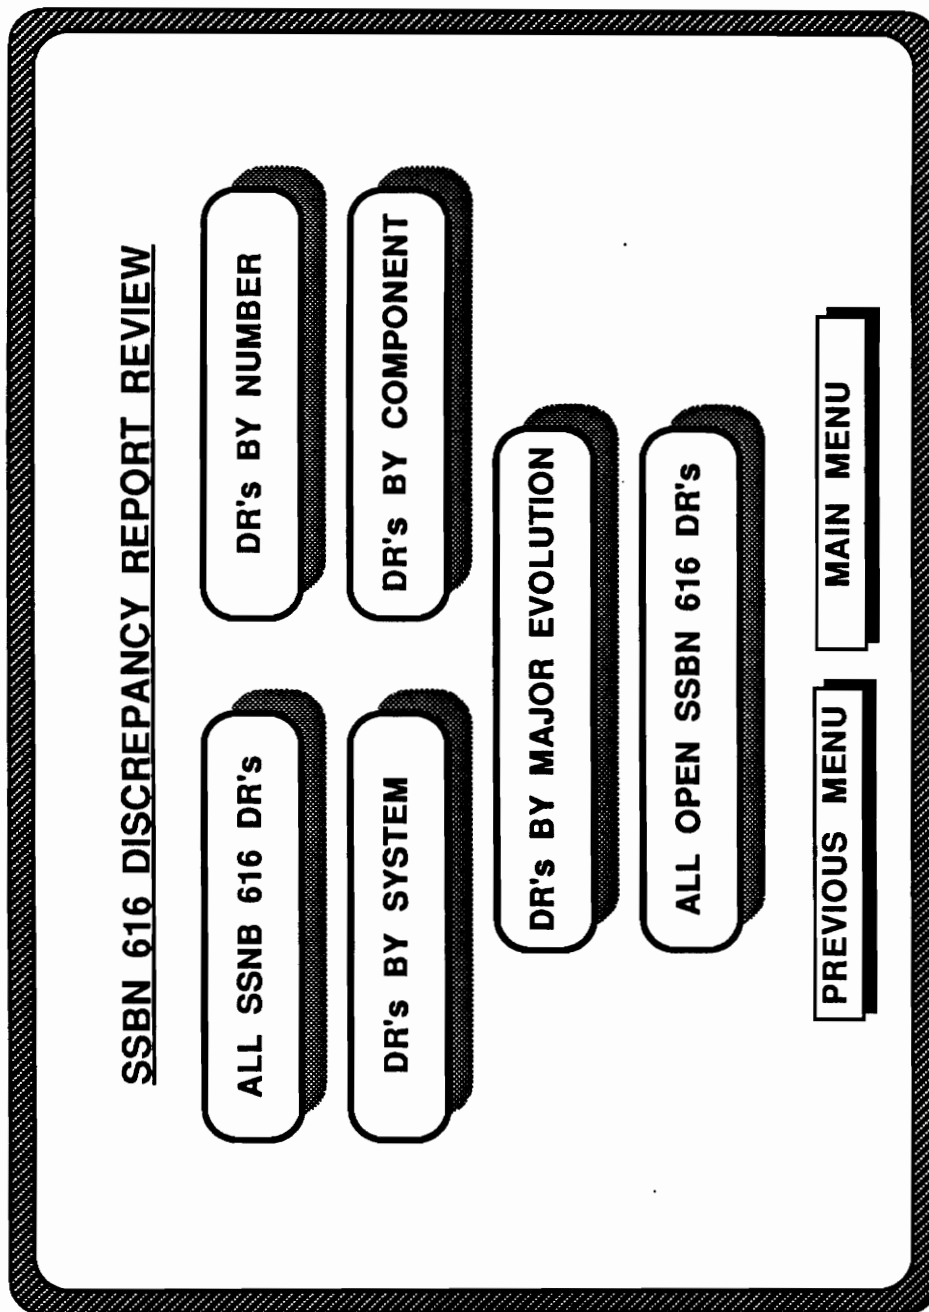 SSBN 616 DISCREPANCY REPORT REVIEW
ALL SSNB 616 DR's
DR's BY NUMBER
DR's BY SYSTEM
DR's BY COMPONENT
DR's BY MAJOR EVOLUTION
ALL OPEN SSBN 616 DR's
PREVIOUS MENU
MAIN MENU